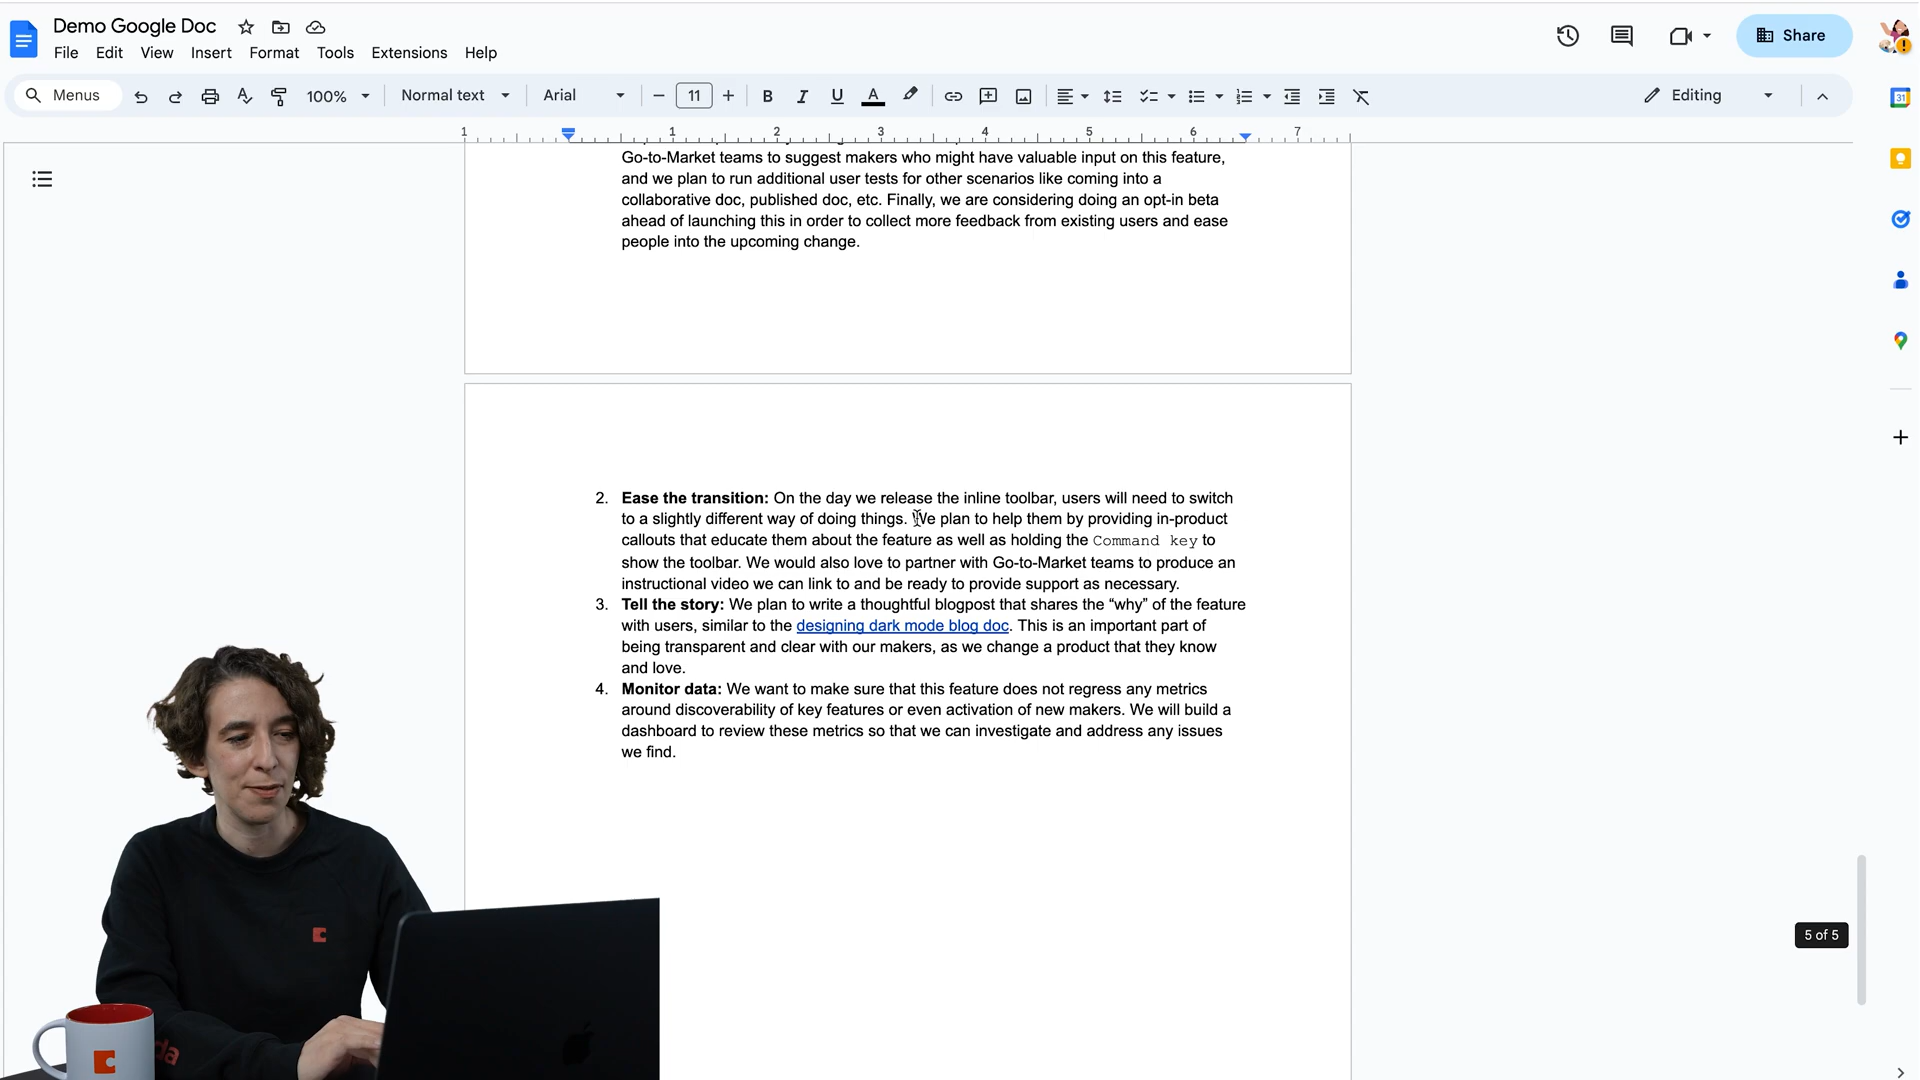 Demo Google Doc
File Edit View Insert Format Tools Extensions Help
Share
Menus
100%
Normal text
Arial
11
Editing
1 1 2 3 4 5 6 7
31
Go-to-Market teams to suggest makers who might have valuable input on this feature,
and we plan to run additional user tests for other scenarios like coming into a
collaborative doc, published doc, etc. Finally, we are considering doing an opt-in beta
ahead of launching this in order to collect more feedback from existing users and ease
people into the upcoming change.
2. Ease the transition: On the day we release the inline toolbar, users will need to switch
to a slightly different way of doing things. We plan to help them by providing in-product
callouts that educate them about the feature as well as holding the Command key to
show the toolbar. We would also love to partner with Go-to-Market teams to produce an
instructional video we can link to and be ready to provide support as necessary.
3. Tell the story: We plan to write a thoughtful blogpost that shares the “why” of the feature
with users, similar to the designing dark mode blog doc. This is an important part of
being transparent and clear with our makers, as we change a product that they know
and love.
4. Monitor data: We want to make sure that this feature does not regress any metrics
around discoverability of key features or even activation of new makers. We will build a
dashboard to review these metrics so that we can investigate and address any issues
we find.
5 of 5
da